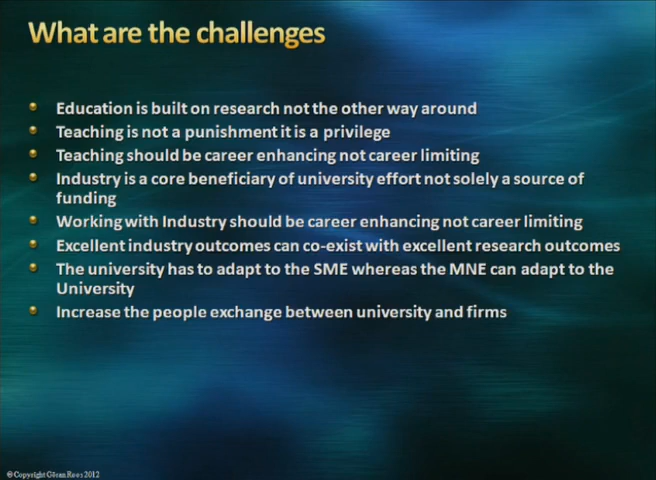 What are the challenges
Education is built on research not the other way around
Teaching is not a punishment it is a privilege
Teaching should be career enhancing not career limiting
Industry is a core beneficiary of university effort not solely a source of
funding
Working with Industry should be career enhancing not career limiting
Excellent industry outcomes can co-exist with excellent research outcomes
The university has to adapt to the SME whereas the MNE can adapt to the
University
Increase the people exchange between university and firms
©Copyright Göran Roos 2012